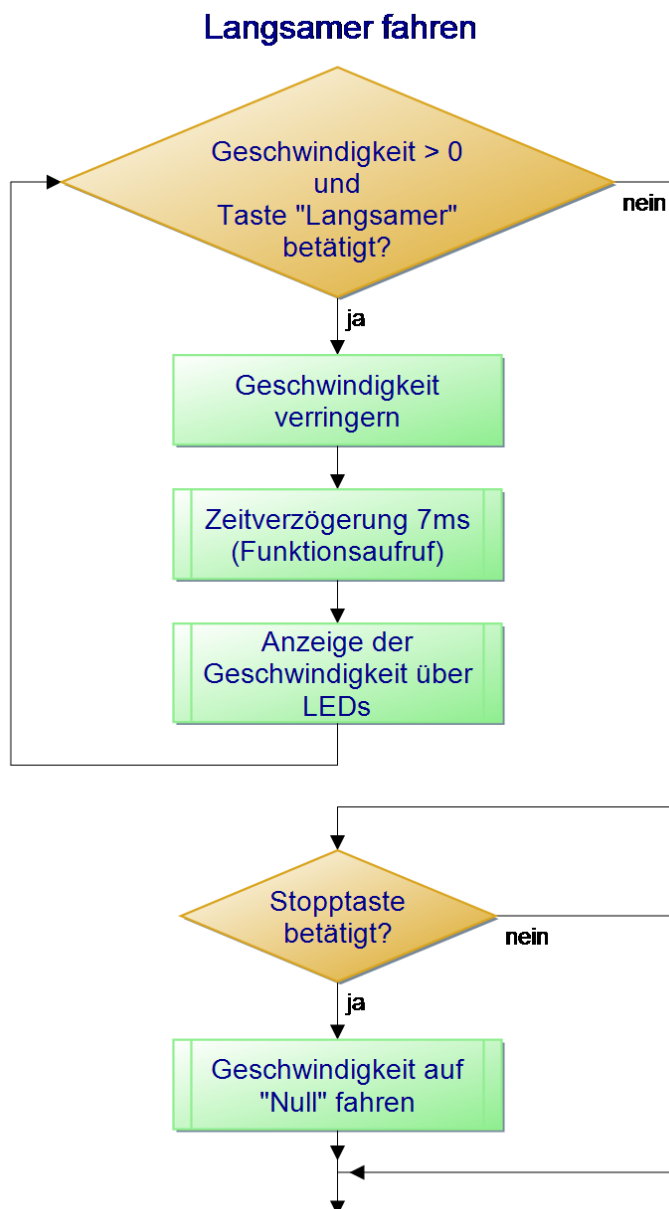 Langsamer fahren
Geschwindigkeit > 0
und
Taste "Langsamer"
betätigt?
nein
ja
Geschwindigkeit
verringern
Zeitverzögerung 7ms
(Funktionsaufruf)
Anzeige der
Geschwindigkeit über
LEDs
Stopptaste
betätigt?
nein
ja
Geschwindigkeit auf
"Null" fahren